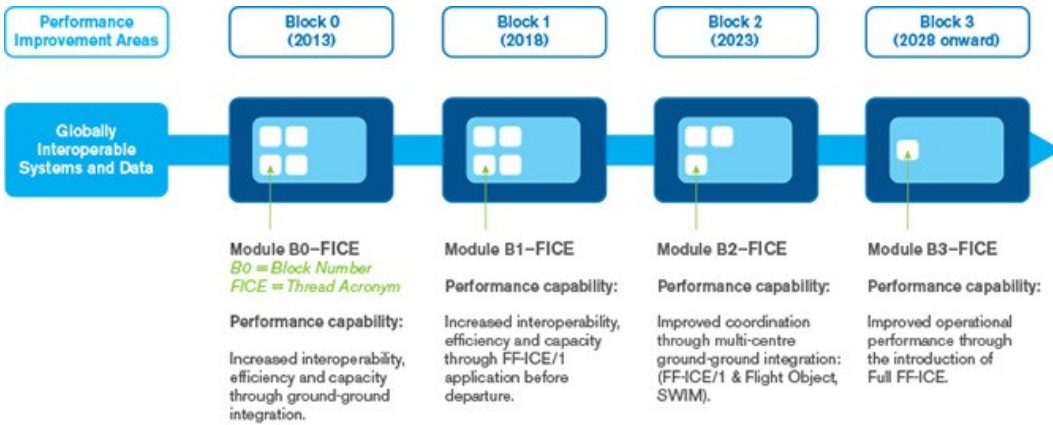 Performance
Improvement Areas
Block 0
(2013)
Block 1
(2018)
Block 2
(2023)
Block 3
(2028 onward)
Globally
Interoperable
Systems and Data
Module B0–FICE
B0 = Block Number
FICE = Thread Acronym
Performance capability:
Increased interoperability,
efficiency and capacity
through ground-ground
integration.
Module B1–FICE
Performance capability:
Increased interoperability,
efficiency and capacity
through FF-ICE/1
application before
departure.
Module B2–FICE
Performance capability:
Improved coordination
through multi-centre
ground-ground integration:
(FF-ICE/1 & Flight Object,
SWIM).
Module B3–FICE
Performance capability:
Improved operational
performance through
the introduction of
Full FF-ICE.